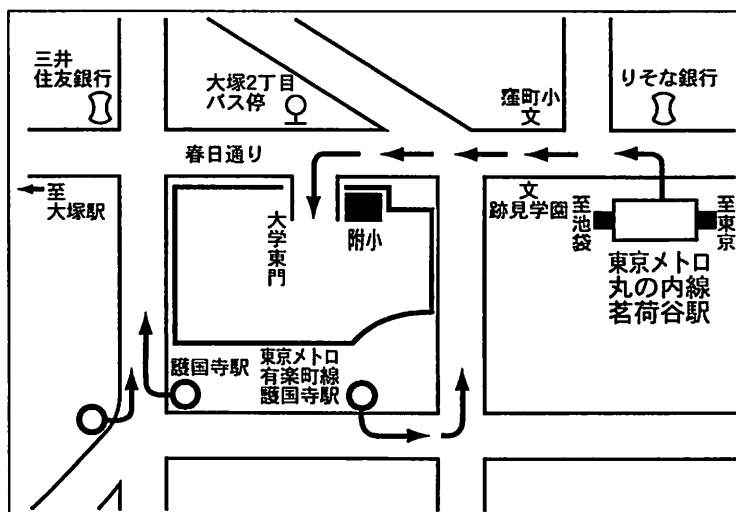 三井
住友銀行
大塚2丁目
バス停
窪町小
文
りそな銀行
春日通り
至
大塚駅
大学東門
附小
文
跡見学園
至池袋
至東京
東京メトロ
丸の内線
茗荷谷駅
護国寺駅
東京メトロ
有楽町線
護国寺駅